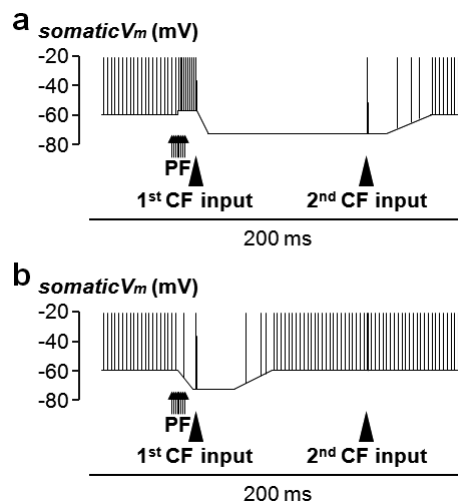 a
somaticVm (mV)
-20
-40
-60
-80
PF
1st CF input 2nd CF input
200 ms
b
somaticVm (mV)
-20
-40
-60
-80
PF
1st CF input 2nd CF input
200 ms